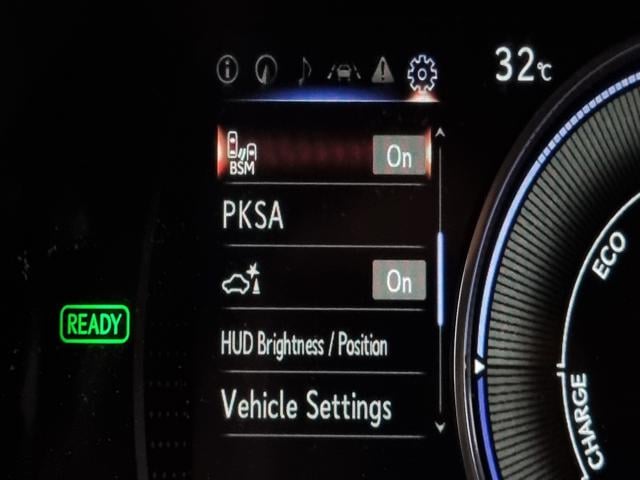 32℃
BSM
On
PKSA
On
HUD Brightness / Position
Vehicle Settings
READY
ECO
CHARGE